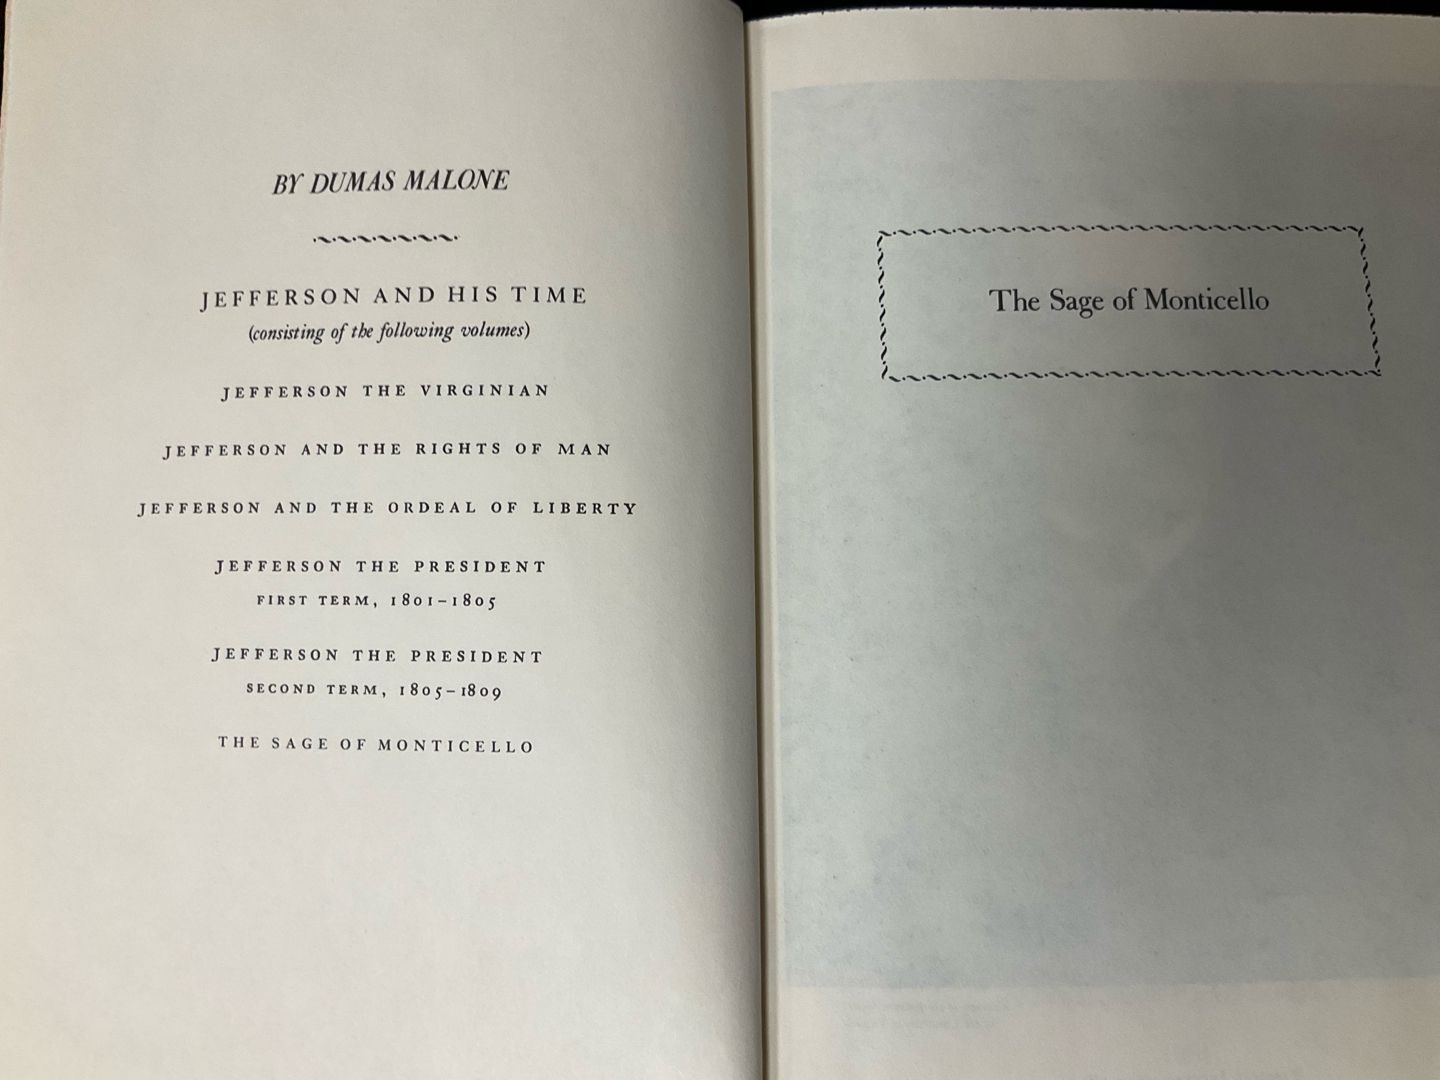 BY DUMAS MALONE
JEFFERSON AND HIS TIME
(consisting of the following volumes)
JEFFERSON THE VIRGINIAN
JEFFERSON AND THE RIGHTS OF MAN
JEFFERSON AND THE ORDEAL OF LIBERTY
JEFFERSON THE PRESIDENT
FIRST TERM, 1801–1805
JEFFERSON THE PRESIDENT
SECOND TERM, 1805–1809
THE SAGE OF MONTICELLO
The Sage of Monticello